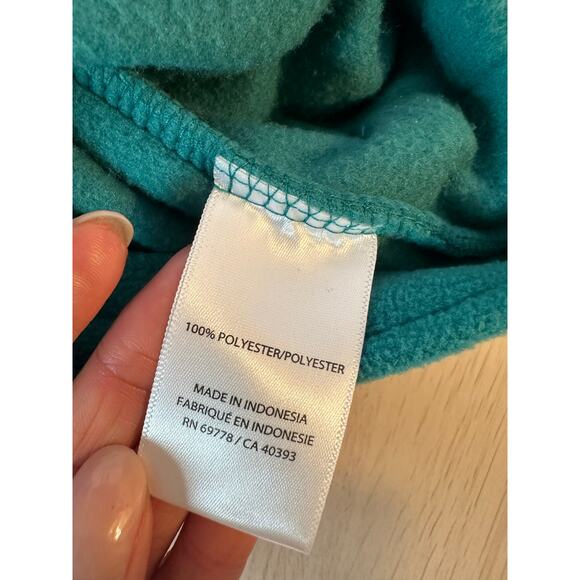 100% POLYESTER/POLYESTER
MADE IN INDONESIA
FABRIQUÉ EN INDONESIE
RN 69778 / CA 40393